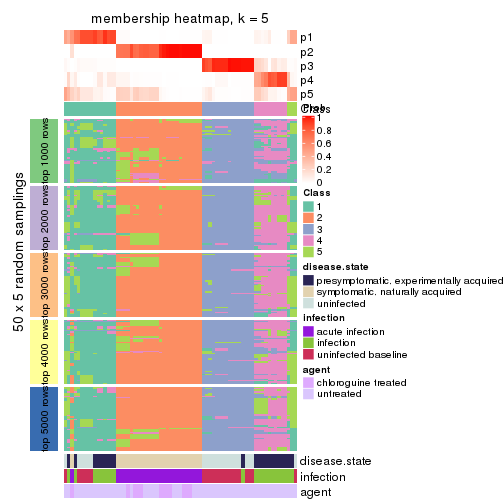 membership heatmap, k = 5
p1
p2
p3
p4
p5
Class
Prob
1
0.8
0.6
0.4
0.2
0
Class
1
2
3
4
5
disease.state
presymptomatic, experimentally acquired
symptomatic, naturally acquired
uninfected
infection
acute infection
infection
uninfected baseline
agent
chloroquine treated
untreated
50 x 5 random samplings
top 1000 rows
top 2000 rows
top 3000 rows
top 4000 rows
top 5000 rows
disease.state
infection
agent